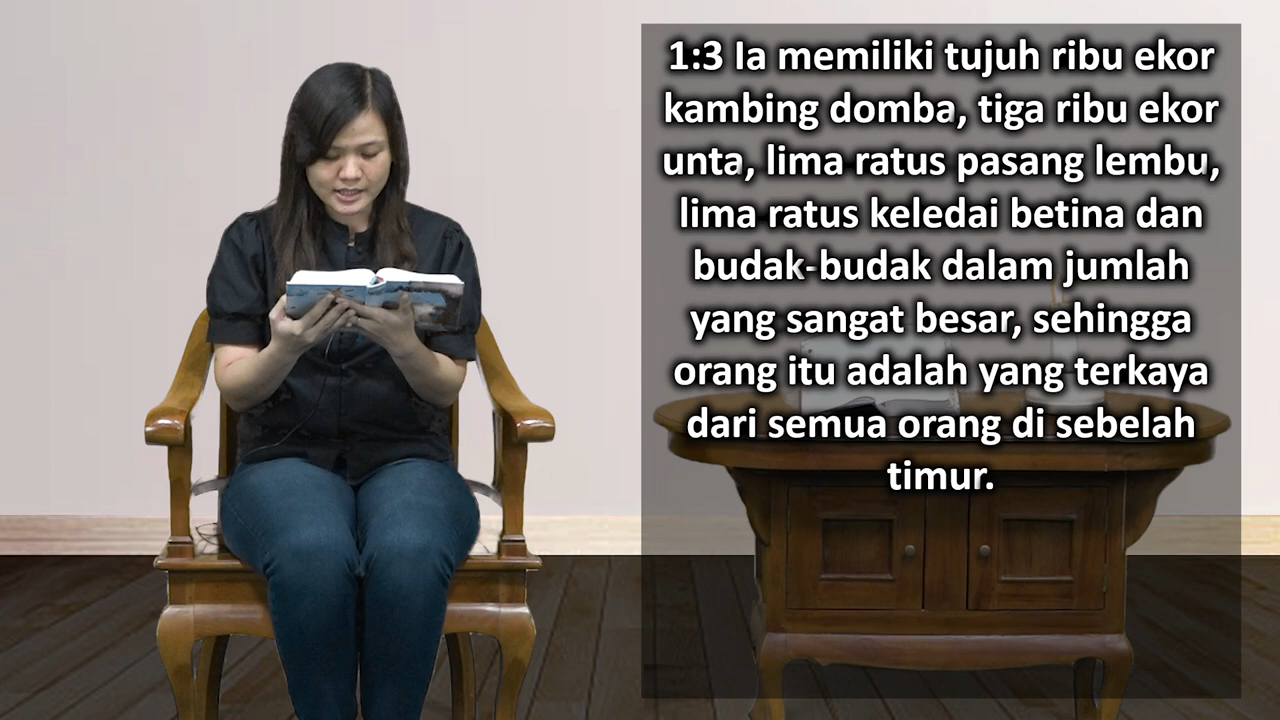 1:3 Ia memiliki tujuh ribu ekor
kambing domba, tiga ribu ekor
unta, lima ratus pasang lembu,
lima ratus keledai betina dan
budak-budak dalam jumlah
yang sangat besar, sehingga
orang itu adalah yang terkaya
dari semua orang di sebelah
timur.